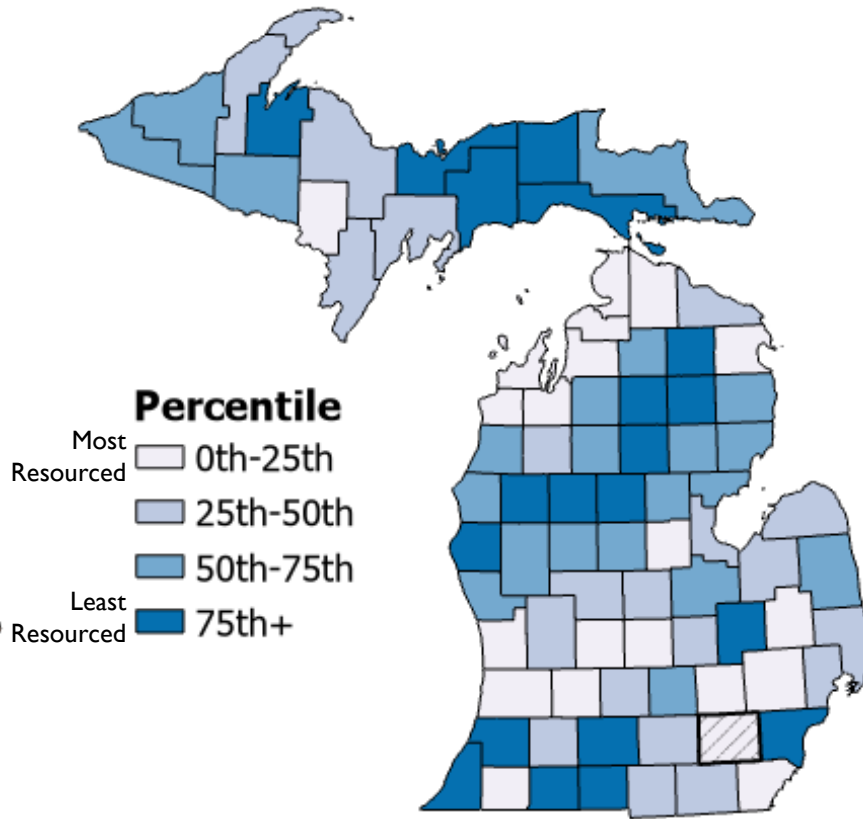 Percentile
Most
Resourced
0th-25th
25th-50th
50th-75th
Least
Resourced
75th+